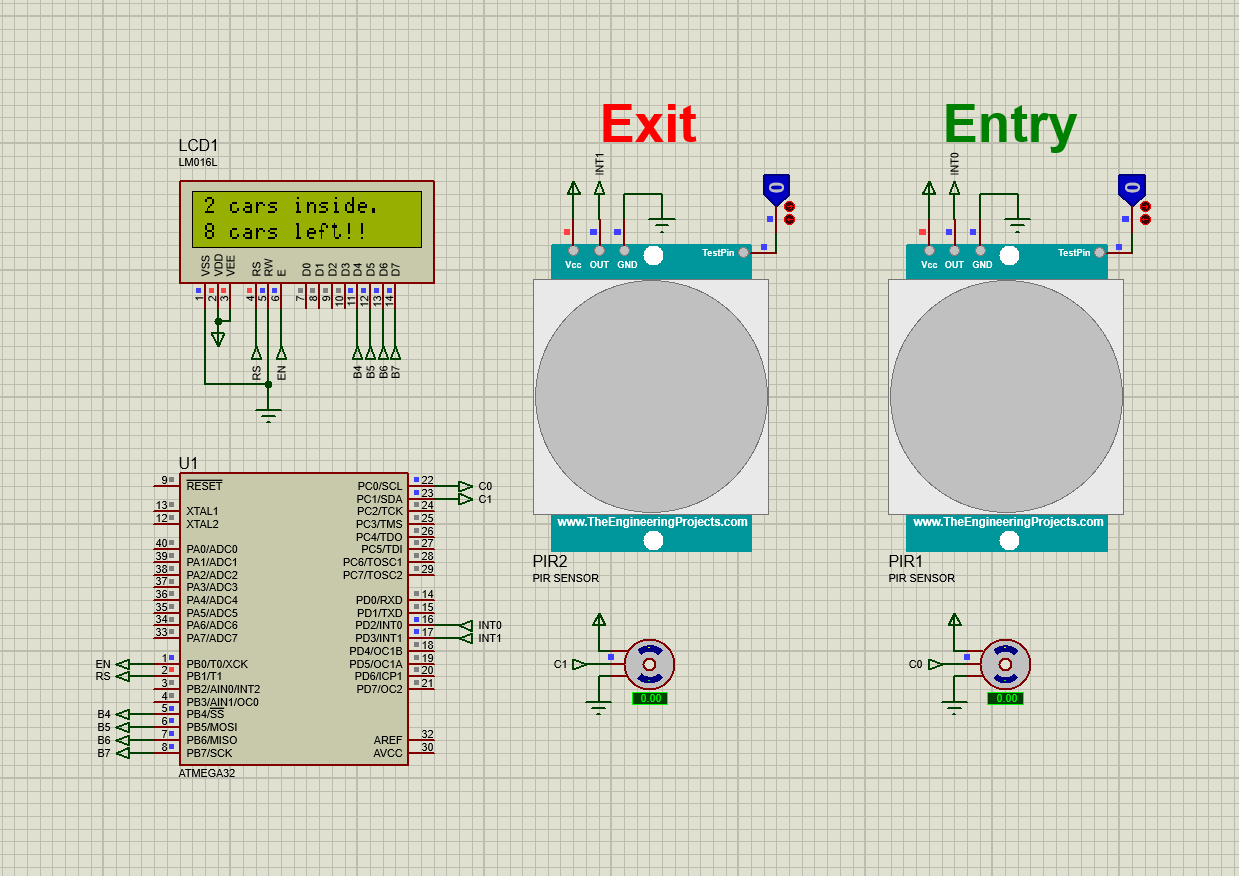 Exit
Entry
LCD1
LM016L
2 cars inside.
8 cars left!!
VSS
VDD
VEE
RS
RW
E
D0
D1
D2
D3
D4
D5
D6
D7
1
2
3
4
5
6
7
8
9
10
11
12
13
14
RS
EN
B4
B5
B6
B7
INT1
0
Vcc OUT GND
TestPin
www.TheEngineeringProjects.com
PIR2
PIR SENSOR
INT0
0
Vcc OUT GND
TestPin
www.TheEngineeringProjects.com
PIR1
PIR SENSOR
U1
9 RESET
13 XTAL1
12 XTAL2
40 PA0/ADC0
39 PA1/ADC1
38 PA2/ADC2
37 PA3/ADC3
36 PA4/ADC4
35 PA5/ADC5
34 PA6/ADC6
33 PA7/ADC7
EN 1 PB0/T0/XCK
RS 2 PB1/T1
3 PB2/AIN0/INT2
4 PB3/AIN1/OC0
B4 5 PB4/SS
B5 6 PB5/MOSI
B6 7 PB6/MISO
B7 8 PB7/SCK
PC0/SCL 22 C0
PC1/SDA 23 C1
PC2/TCK 24
PC3/TMS 25
PC4/TDO 26
PC5/TDI 27
PC6/TOSC1 28
PC7/TOSC2 29
PD0/RXD 14
PD1/TXD 15
PD2/INT0 16 INT0
PD3/INT1 17 INT1
PD4/OC1B 18
PD5/OC1A 19
PD6/ICP1 20
PD7/OC2 21
AREF 32
AVCC 30
ATMEGA32
C1
0.00
C0
0.00